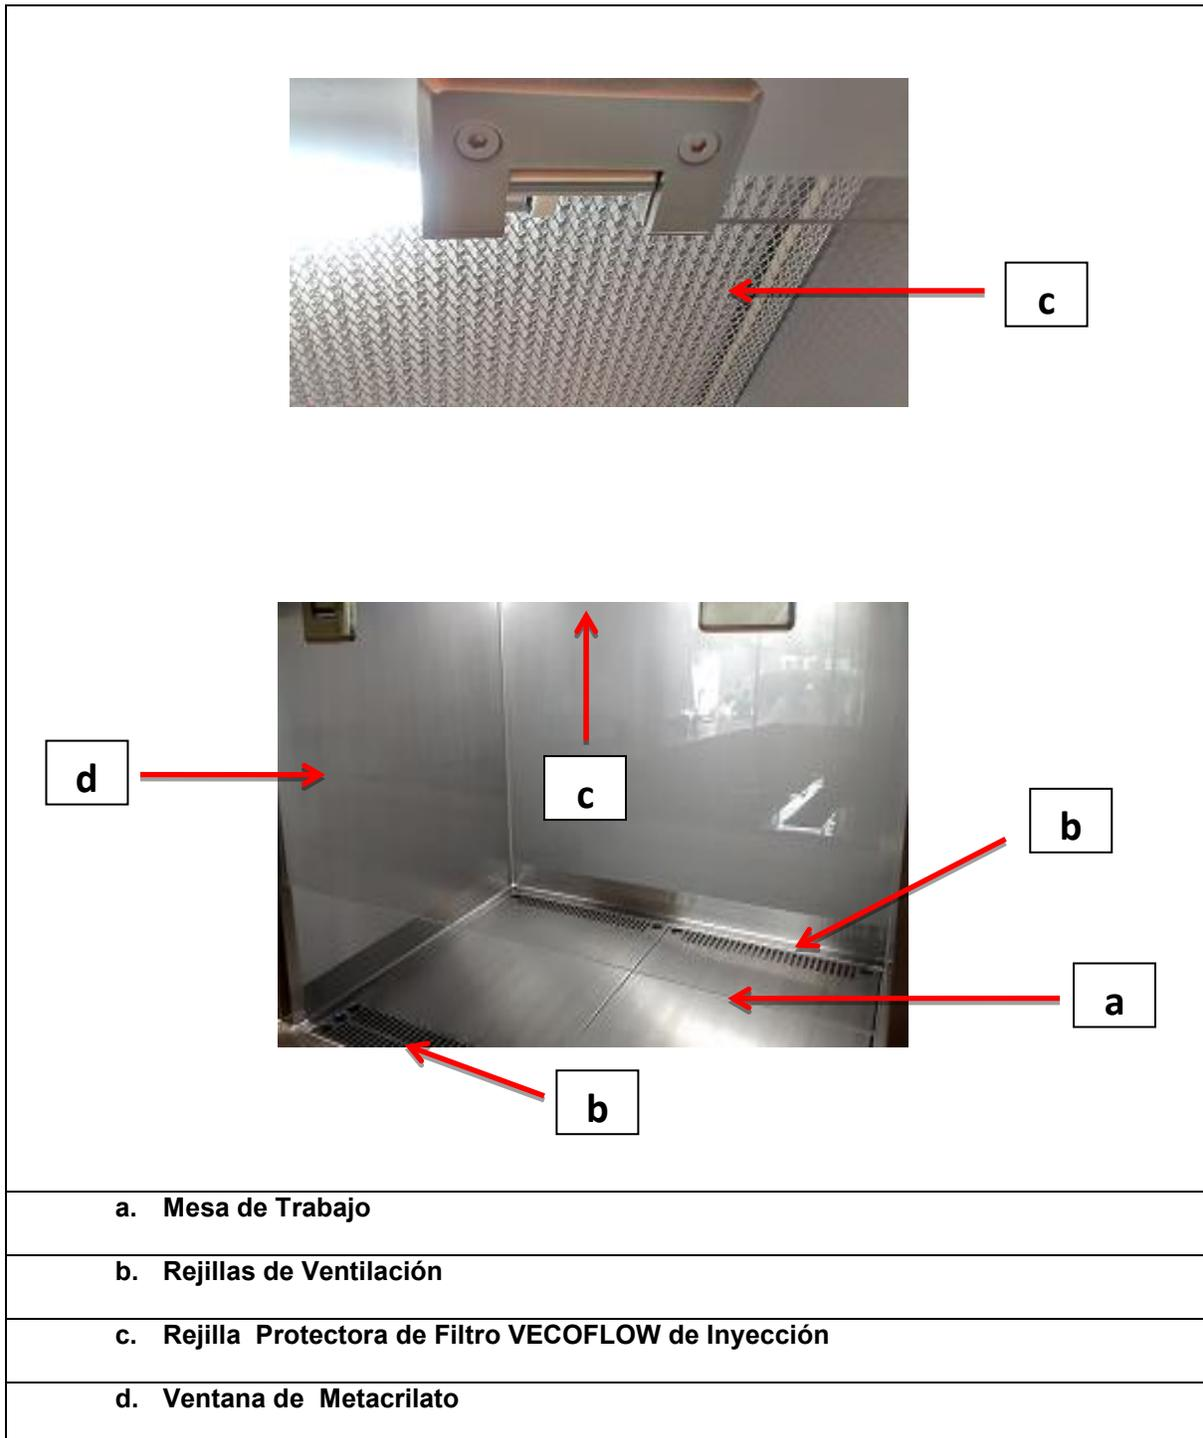 c
d
c
b
a
b
a. Mesa de Trabajo
b. Rejillas de Ventilación
c. Rejilla Protectora de Filtro VECOFLOW de Inyección
d. Ventana de Metacrilato